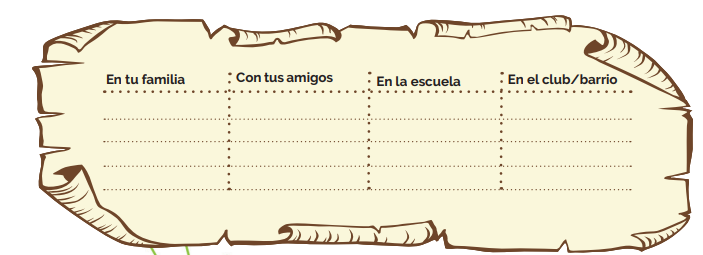 En tu familia Con tus amigos En la escuela En el club/barrio